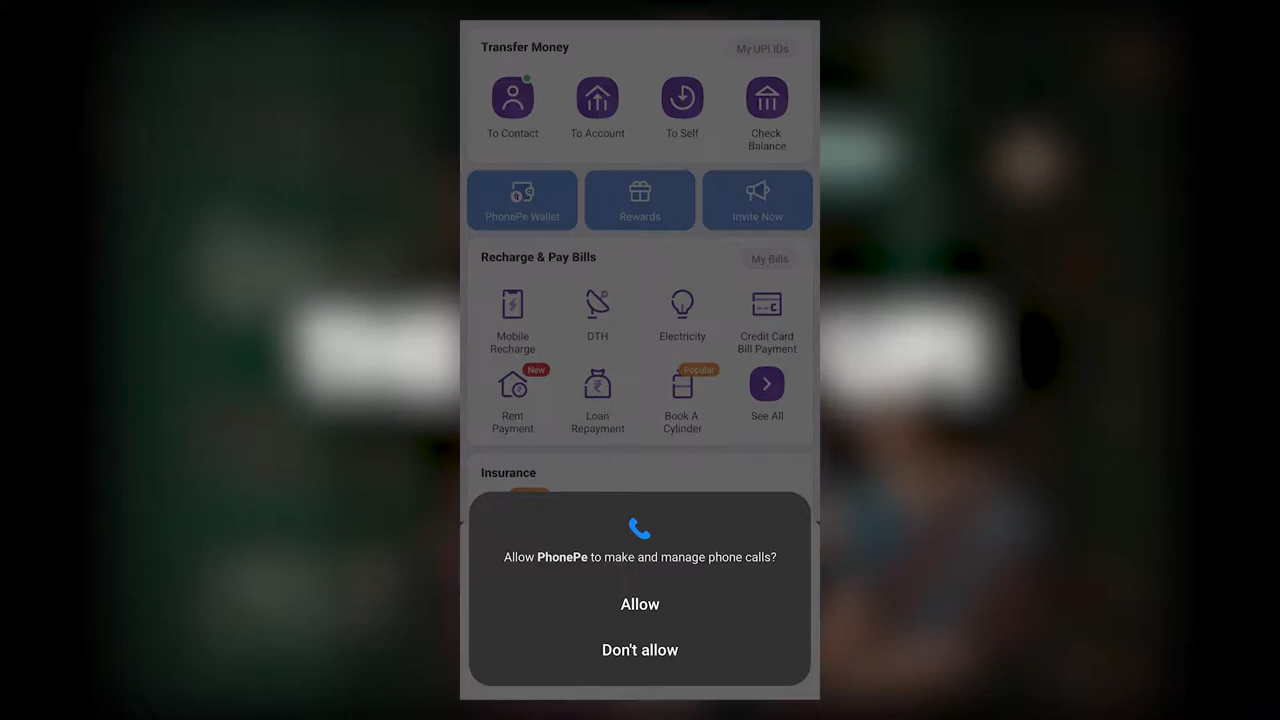 Transfer Money
My UPI IDs
To Contact
To Account
To Self
Check
Balance
PhonePe Wallet
Rewards
Invite Now
Recharge & Pay Bills
My Bills
Mobile
Recharge
DTH
Electricity
Credit Card
Bill Payment
New
Rent
Payment
Loan
Repayment
Popular
Book A
Cylinder
See All
Insurance
Allow PhonePe to make and manage phone calls?
Allow
Don't allow